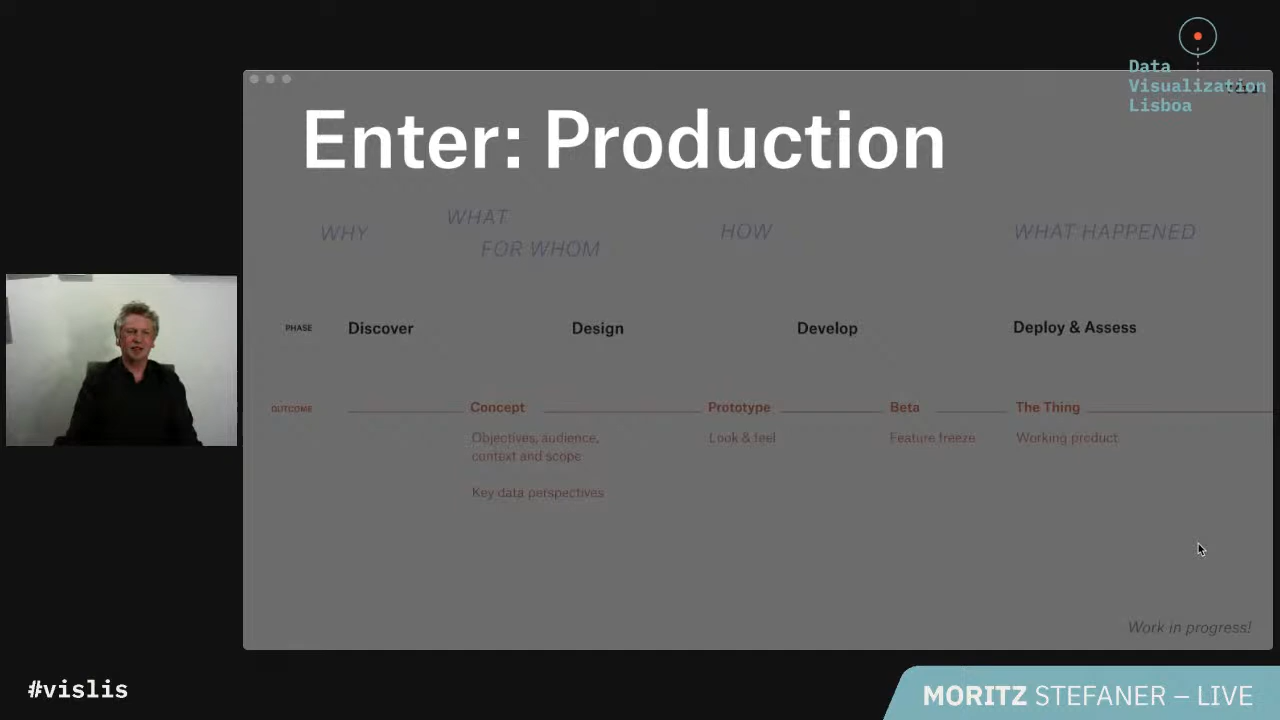 Data
Visualization
Lisboa
Enter: Production
WHY
WHAT
FOR WHOM
HOW
WHAT HAPPENED
PHASE
Discover
Design
Develop
Deploy & Assess
OUTCOME
Concept
Prototype
Beta
The Thing
Objectives, audience,
context and scope
Look & feel
Feature freeze
Working product
Key data perspectives
Work in progress!
#vislis
MORITZ STEFANER – LIVE